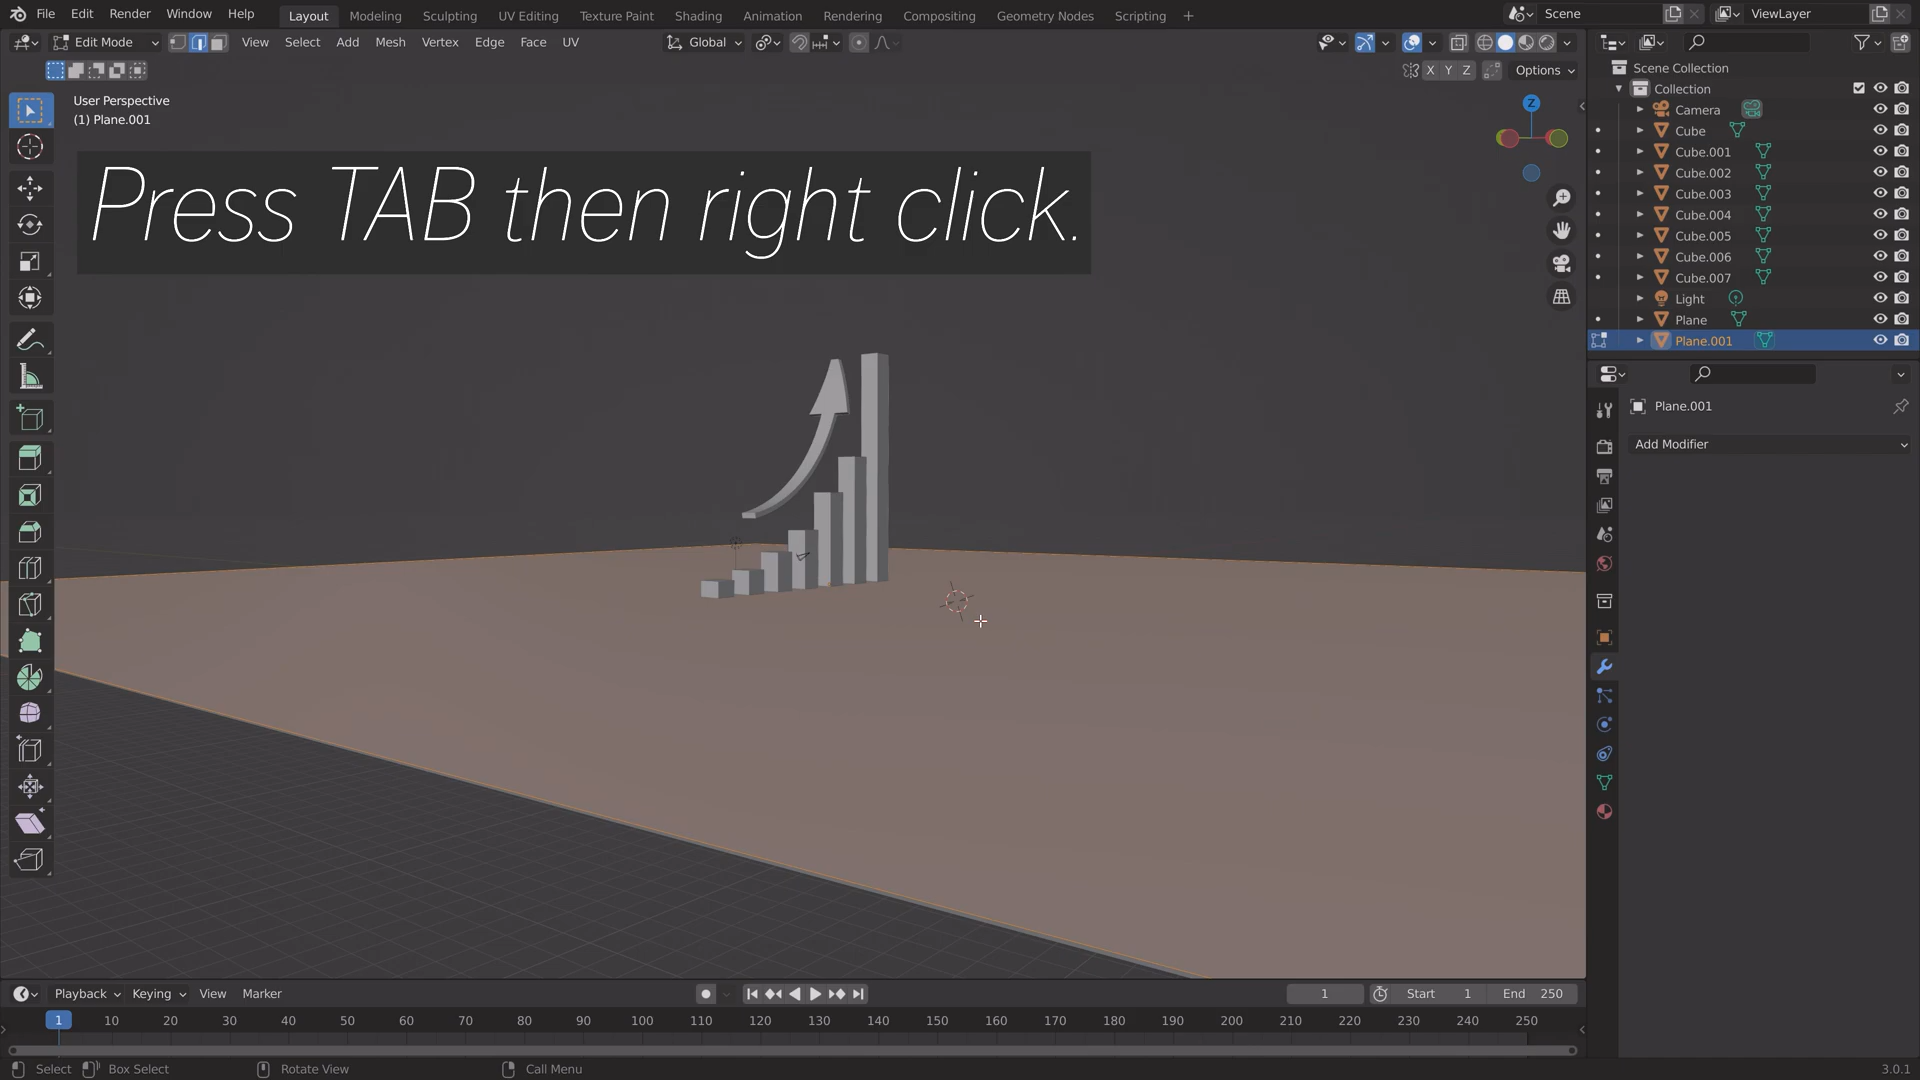 File Edit Render Window Help Layout Modeling Sculpting UV Editing Texture Paint Shading Animation Rendering Compositing Geometry Nodes Scripting + Scene ViewLayer
Edit Mode View Select Add Mesh Vertex Edge Face UV Global
X Y Z Options
Scene Collection
Collection
Camera
Cube
Cube.001
Cube.002
Cube.003
Cube.004
Cube.005
Cube.006
Cube.007
Light
Plane
Plane.001
User Perspective
(1) Plane.001
Z
Press TAB then right click.
Plane.001
Add Modifier
Playback Keying View Marker 1 Start 1 End 250
1 10 20 30 40 50 60 70 80 90 100 110 120 130 140 150 160 170 180 190 200 210 220 230 240 250
Select Box Select Rotate View Call Menu 3.0.1